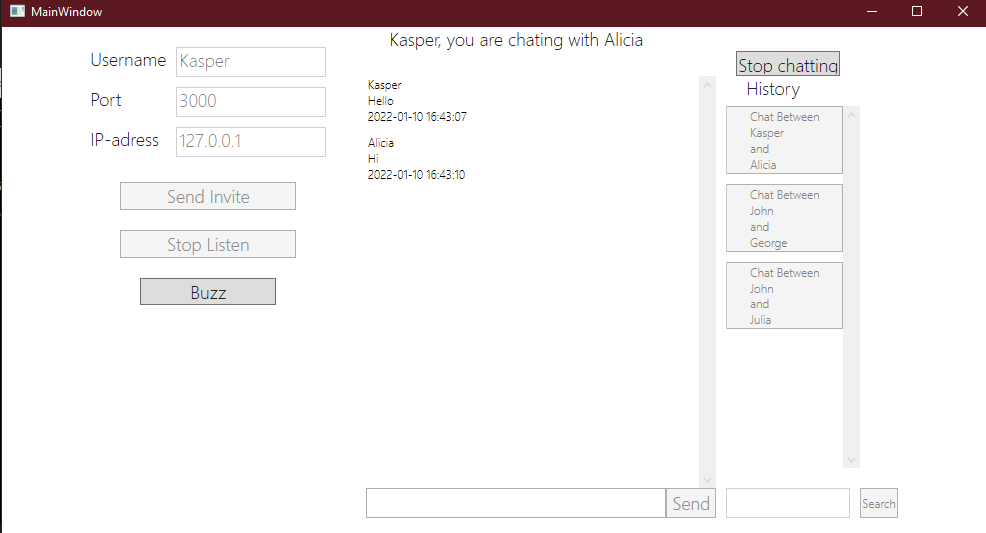 MainWindow
Kasper, you are chating with Alicia
Username
Kasper
Port
3000
IP-adress
127.0.0.1
Send Invite
Stop Listen
Buzz
Kasper
Hello
2022-01-10 16:43:07
Alicia
Hi
2022-01-10 16:43:10
Send
Stop chatting
History
Chat Between
Kasper
and
Alicia
Chat Between
John
and
George
Chat Between
John
and
Julia
Search